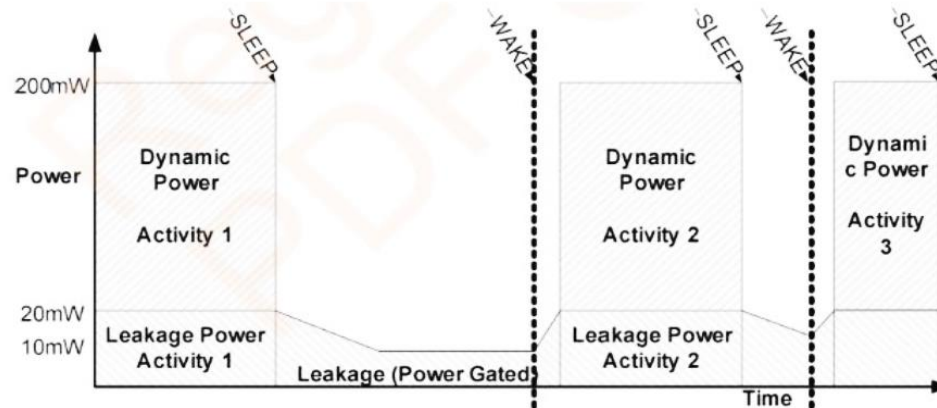 SLEEP
WAKE
SLEEP
WAKE
SLEEP
200mW
Dynamic
Power
Activity 1
Dynamic
Power
Activity 2
Dynami
c Power
Activity
3
Power
20mW
10mW
Leakage Power
Activity 1
Leakage Power
Activity 2
Leakage (Power Gated)
Time